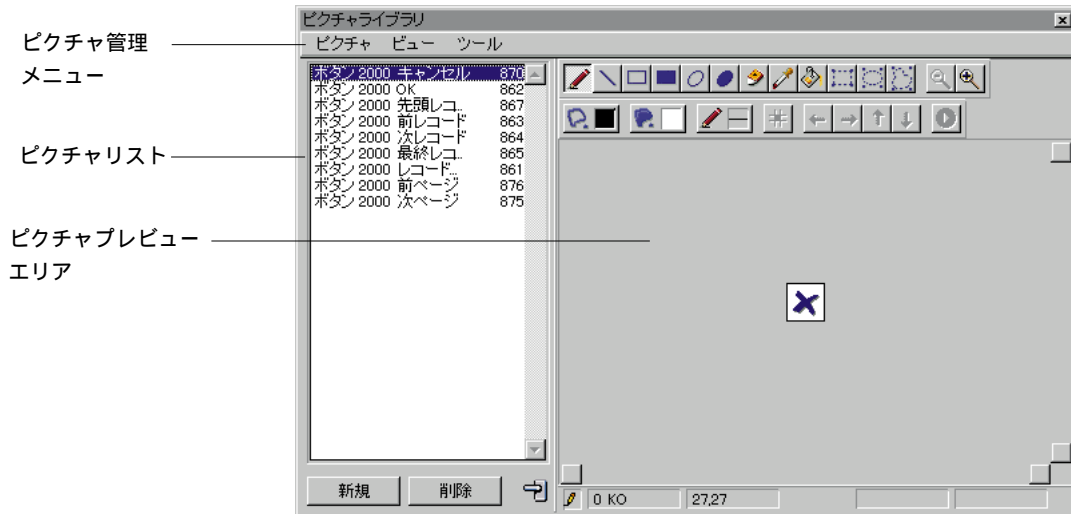 ピクチャライブラリ
ピクチャ ビュー ツール
ピクチャ管理
メニュー
ピクチャリスト
ピクチャプレビュー
エリア
ボタン 2000 キャンセル 870
ボタン 2000 OK 862
ボタン 2000 先頭レコ... 867
ボタン 2000 前レコード 863
ボタン 2000 次レコード 864
ボタン 2000 最終レコ... 865
ボタン 2000 レコード... 861
ボタン 2000 前ページ 876
ボタン 2000 次ページ 875
新規 削除
0 KO 27,27